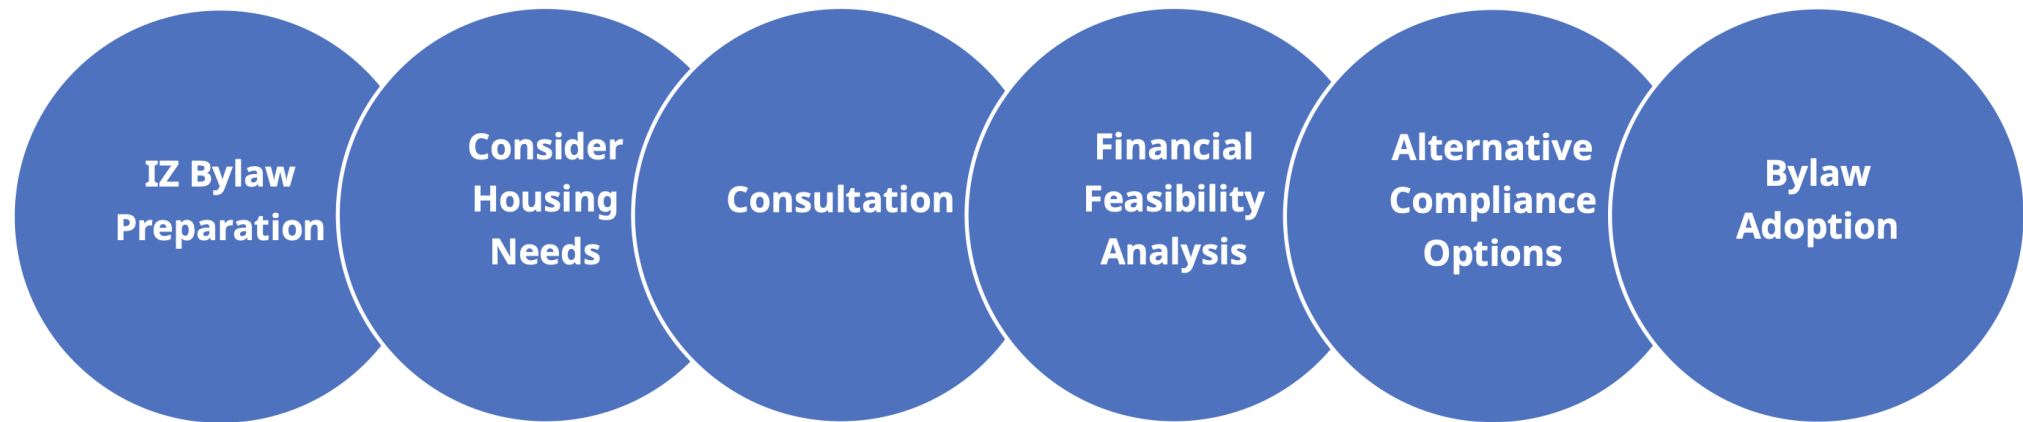 IZ Bylaw
Preparation
Consider
Housing
Needs
Consultation
Financial
Feasibility
Analysis
Alternative
Compliance
Options
Bylaw
Adoption